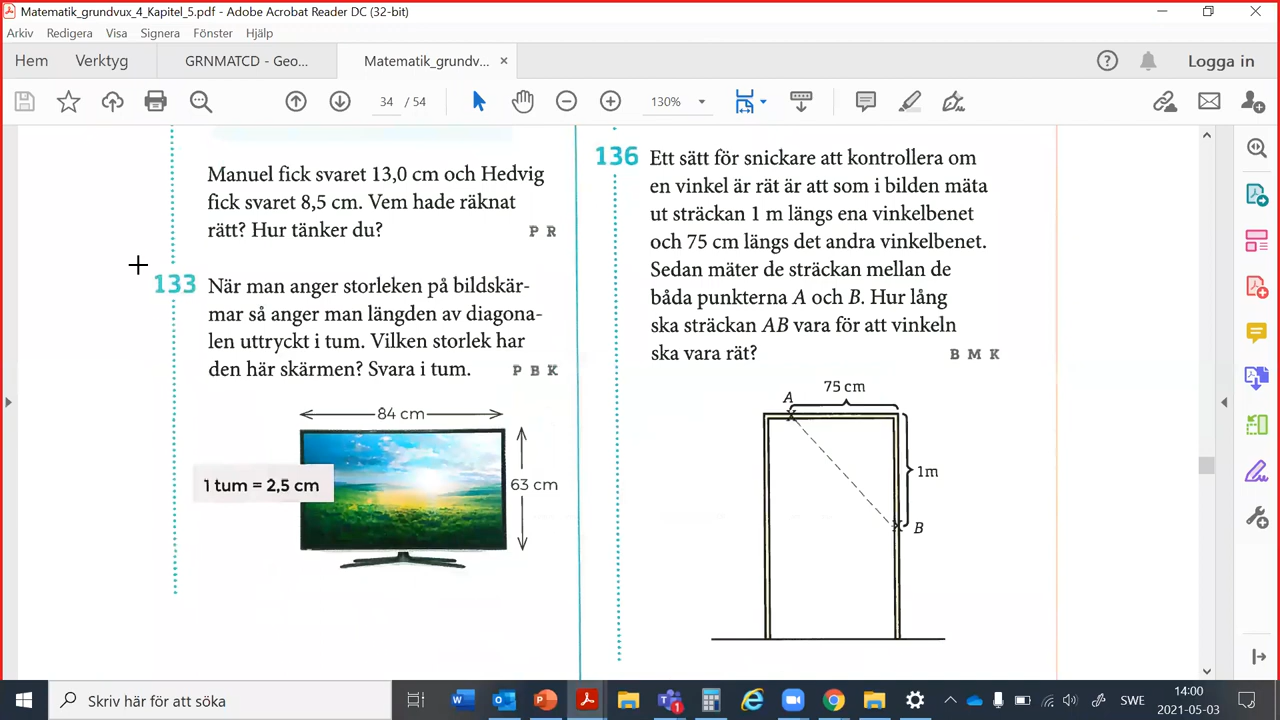 Matematik_grundvux_4_Kapitel_5.pdf - Adobe Acrobat Reader DC (32-bit)
Arkiv Redigera Visa Signera Fönster Hjälp
Hem Verktyg GRNMATCD - Geo... Matematik_grundv... × Logga in
34 / 54 130%
Manuel fick svaret 13,0 cm och Hedvig
fick svaret 8,5 cm. Vem hade räknat
rätt? Hur tänker du? P R
133 När man anger storleken på bildskär-
mar så anger man längden av diagona-
len uttryckt i tum. Vilken storlek har
den här skärmen? Svara i tum. P B K
84 cm
1 tum = 2,5 cm
63 cm
136 Ett sätt för snickare att kontrollera om
en vinkel är rät är att som i bilden mäta
ut sträckan 1 m längs ena vinkelbenet
och 75 cm längs det andra vinkelbenet.
Sedan mäter de sträckan mellan de
båda punkterna A och B. Hur lång
ska sträckan AB vara för att vinkeln
ska vara rät? B M K
75 cm
A
1m
B
Skriv här för att söka
SWE
14:00
2021-05-03